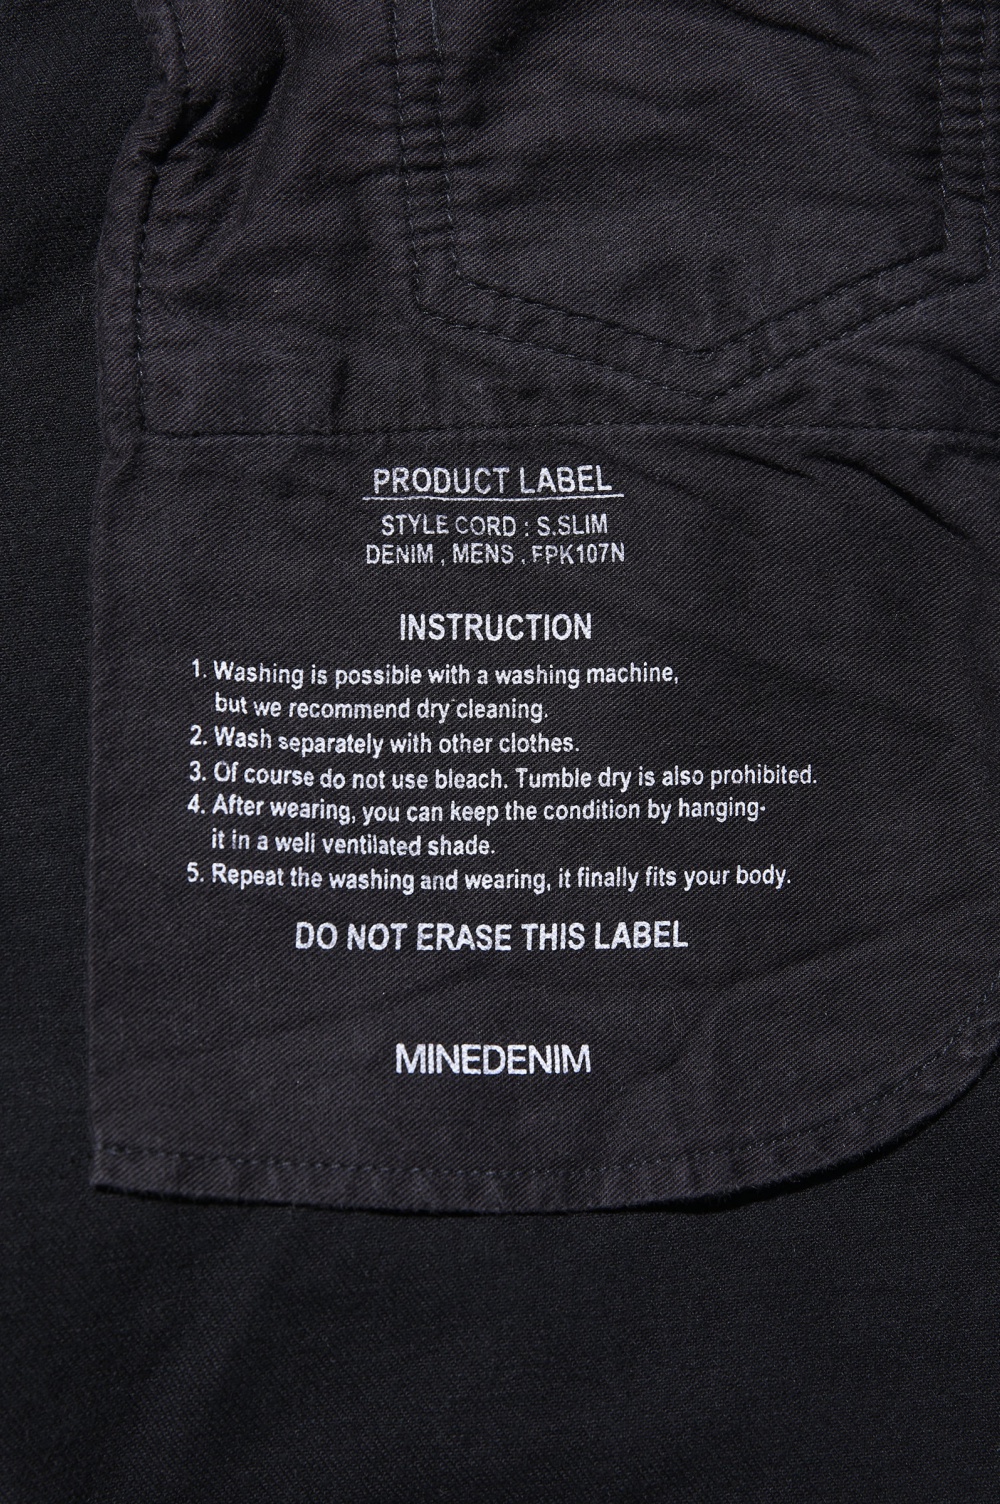 PRODUCT LABEL
STYLE CORD : S.SLIM
DENIM , MENS , FPK107N
INSTRUCTION
1. Washing is possible with a washing machine,
but we recommend dry cleaning.
2. Wash separately with other clothes.
3. Of course do not use bleach. Tumble dry is also prohibited.
4. After wearing, you can keep the condition by hanging-
it in a well ventilated shade.
5. Repeat the washing and wearing, it finally fits your body.
DO NOT ERASE THIS LABEL
MINEDENIM